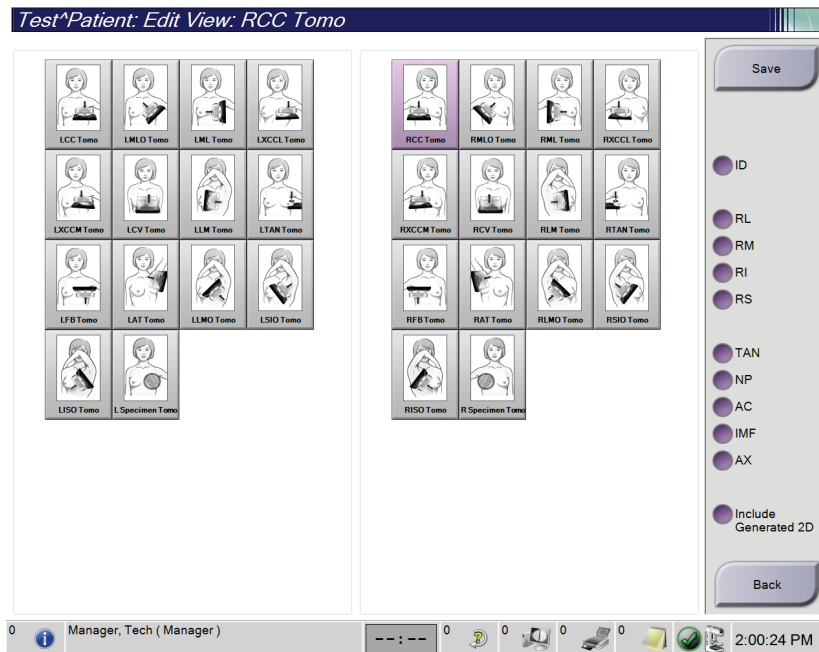 Test^Patient: Edit View: RCC Tomo
LCC Tomo LMLO Tomo LML Tomo LXCCL Tomo
LXCCM Tomo LCV Tomo LLM Tomo LTAN Tomo
LFB Tomo LAT Tomo LLMO Tomo LSIO Tomo
LISO Tomo L Specimen Tomo
RCC Tomo RMLO Tomo RML Tomo RXCCL Tomo
RXCCM Tomo RCV Tomo RLM Tomo RTAN Tomo
RFB Tomo RAT Tomo RLMO Tomo RSIO Tomo
RISO Tomo R Specimen Tomo
Save
ID
RL
RM
RI
RS
TAN
NP
AC
IMF
AX
Include
Generated 2D
Back
0 Manager, Tech ( Manager ) --:-- 0 0 0 0 2:00:24 PM